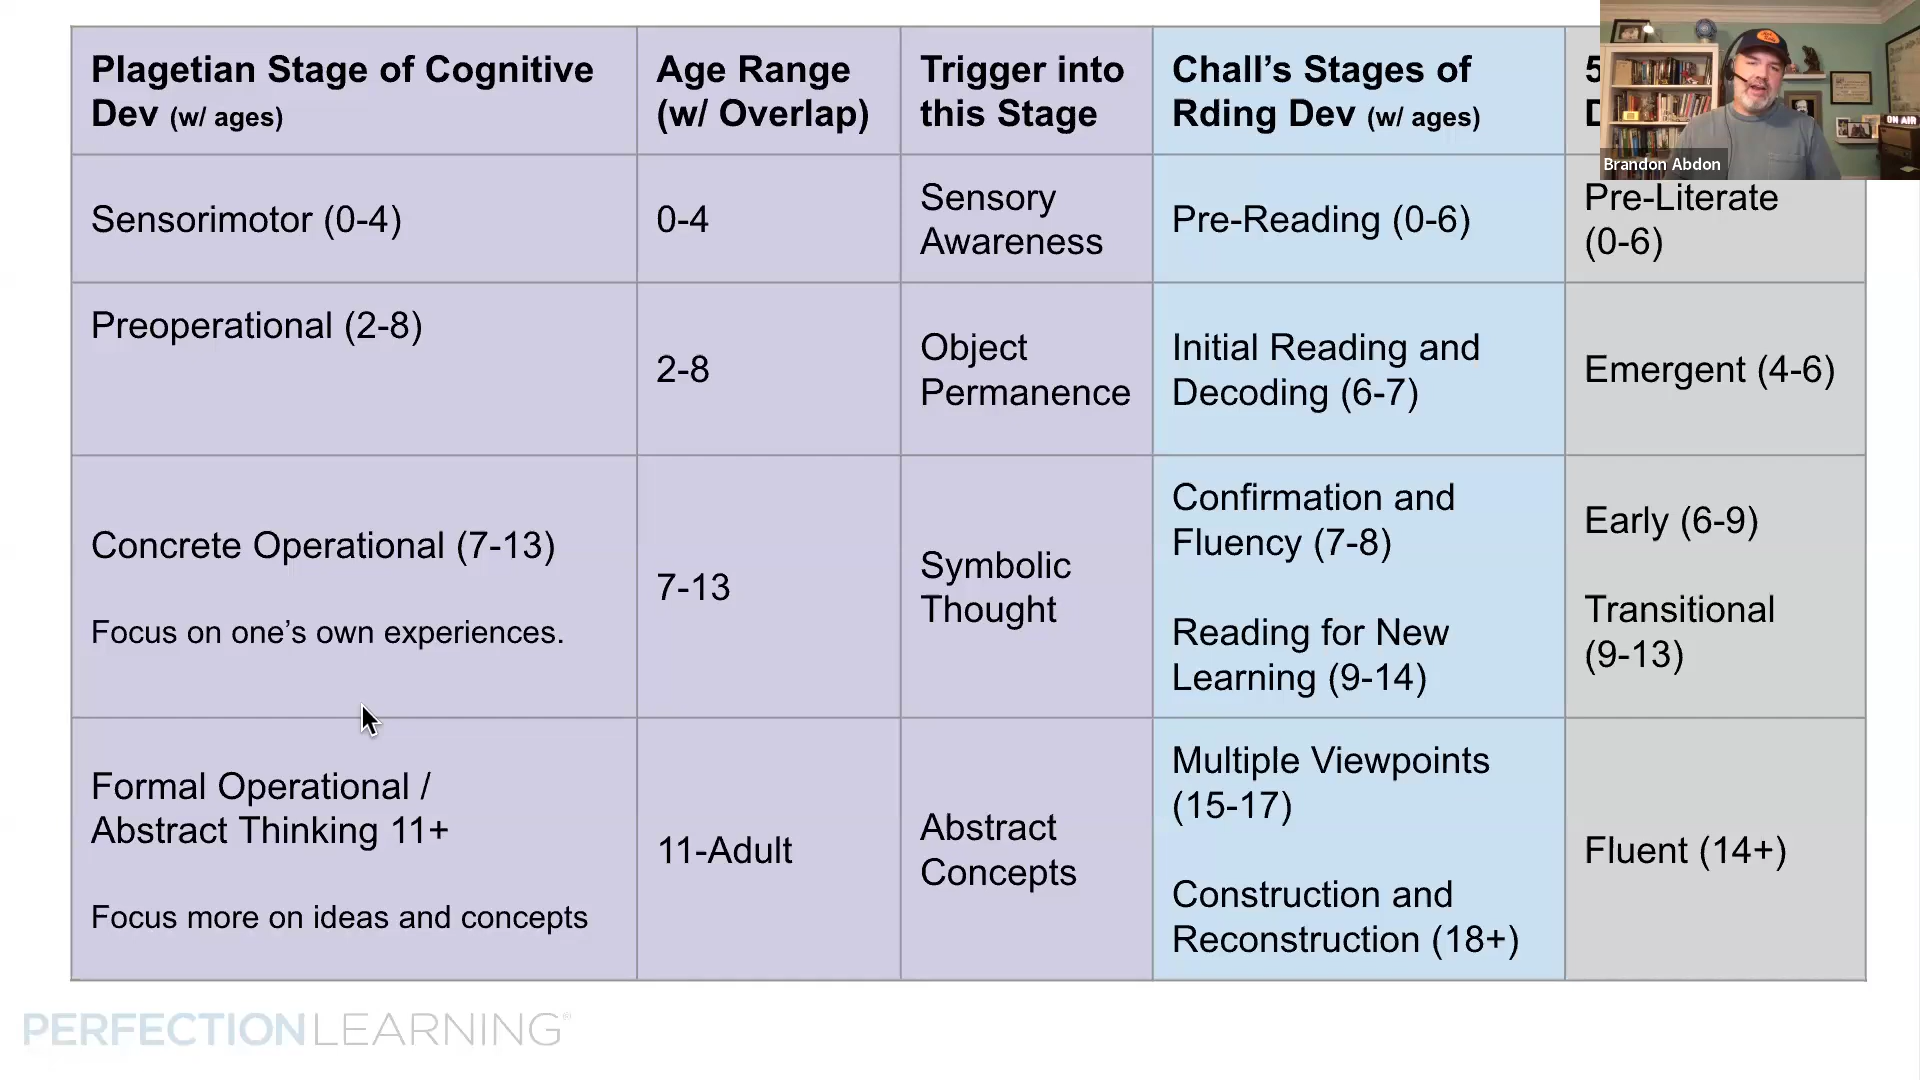 Plagetian Stage of Cognitive
Dev (w/ ages)
Age Range
(w/ Overlap)
Trigger into
this Stage
Chall’s Stages of
Rding Dev (w/ ages)
5
D
ON AIR
Brandon Abdon
Sensorimotor (0-4)
0-4
Sensory
Awareness
Pre-Reading (0-6)
Pre-Literate
(0-6)
Preoperational (2-8)
2-8
Object
Permanence
Initial Reading and
Decoding (6-7)
Emergent (4-6)
Concrete Operational (7-13)
Focus on one’s own experiences.
7-13
Symbolic
Thought
Confirmation and
Fluency (7-8)
Reading for New
Learning (9-14)
Early (6-9)
Transitional
(9-13)
Formal Operational /
Abstract Thinking 11+
Focus more on ideas and concepts
11-Adult
Abstract
Concepts
Multiple Viewpoints
(15-17)
Construction and
Reconstruction (18+)
Fluent (14+)
PERFECTION LEARNING®